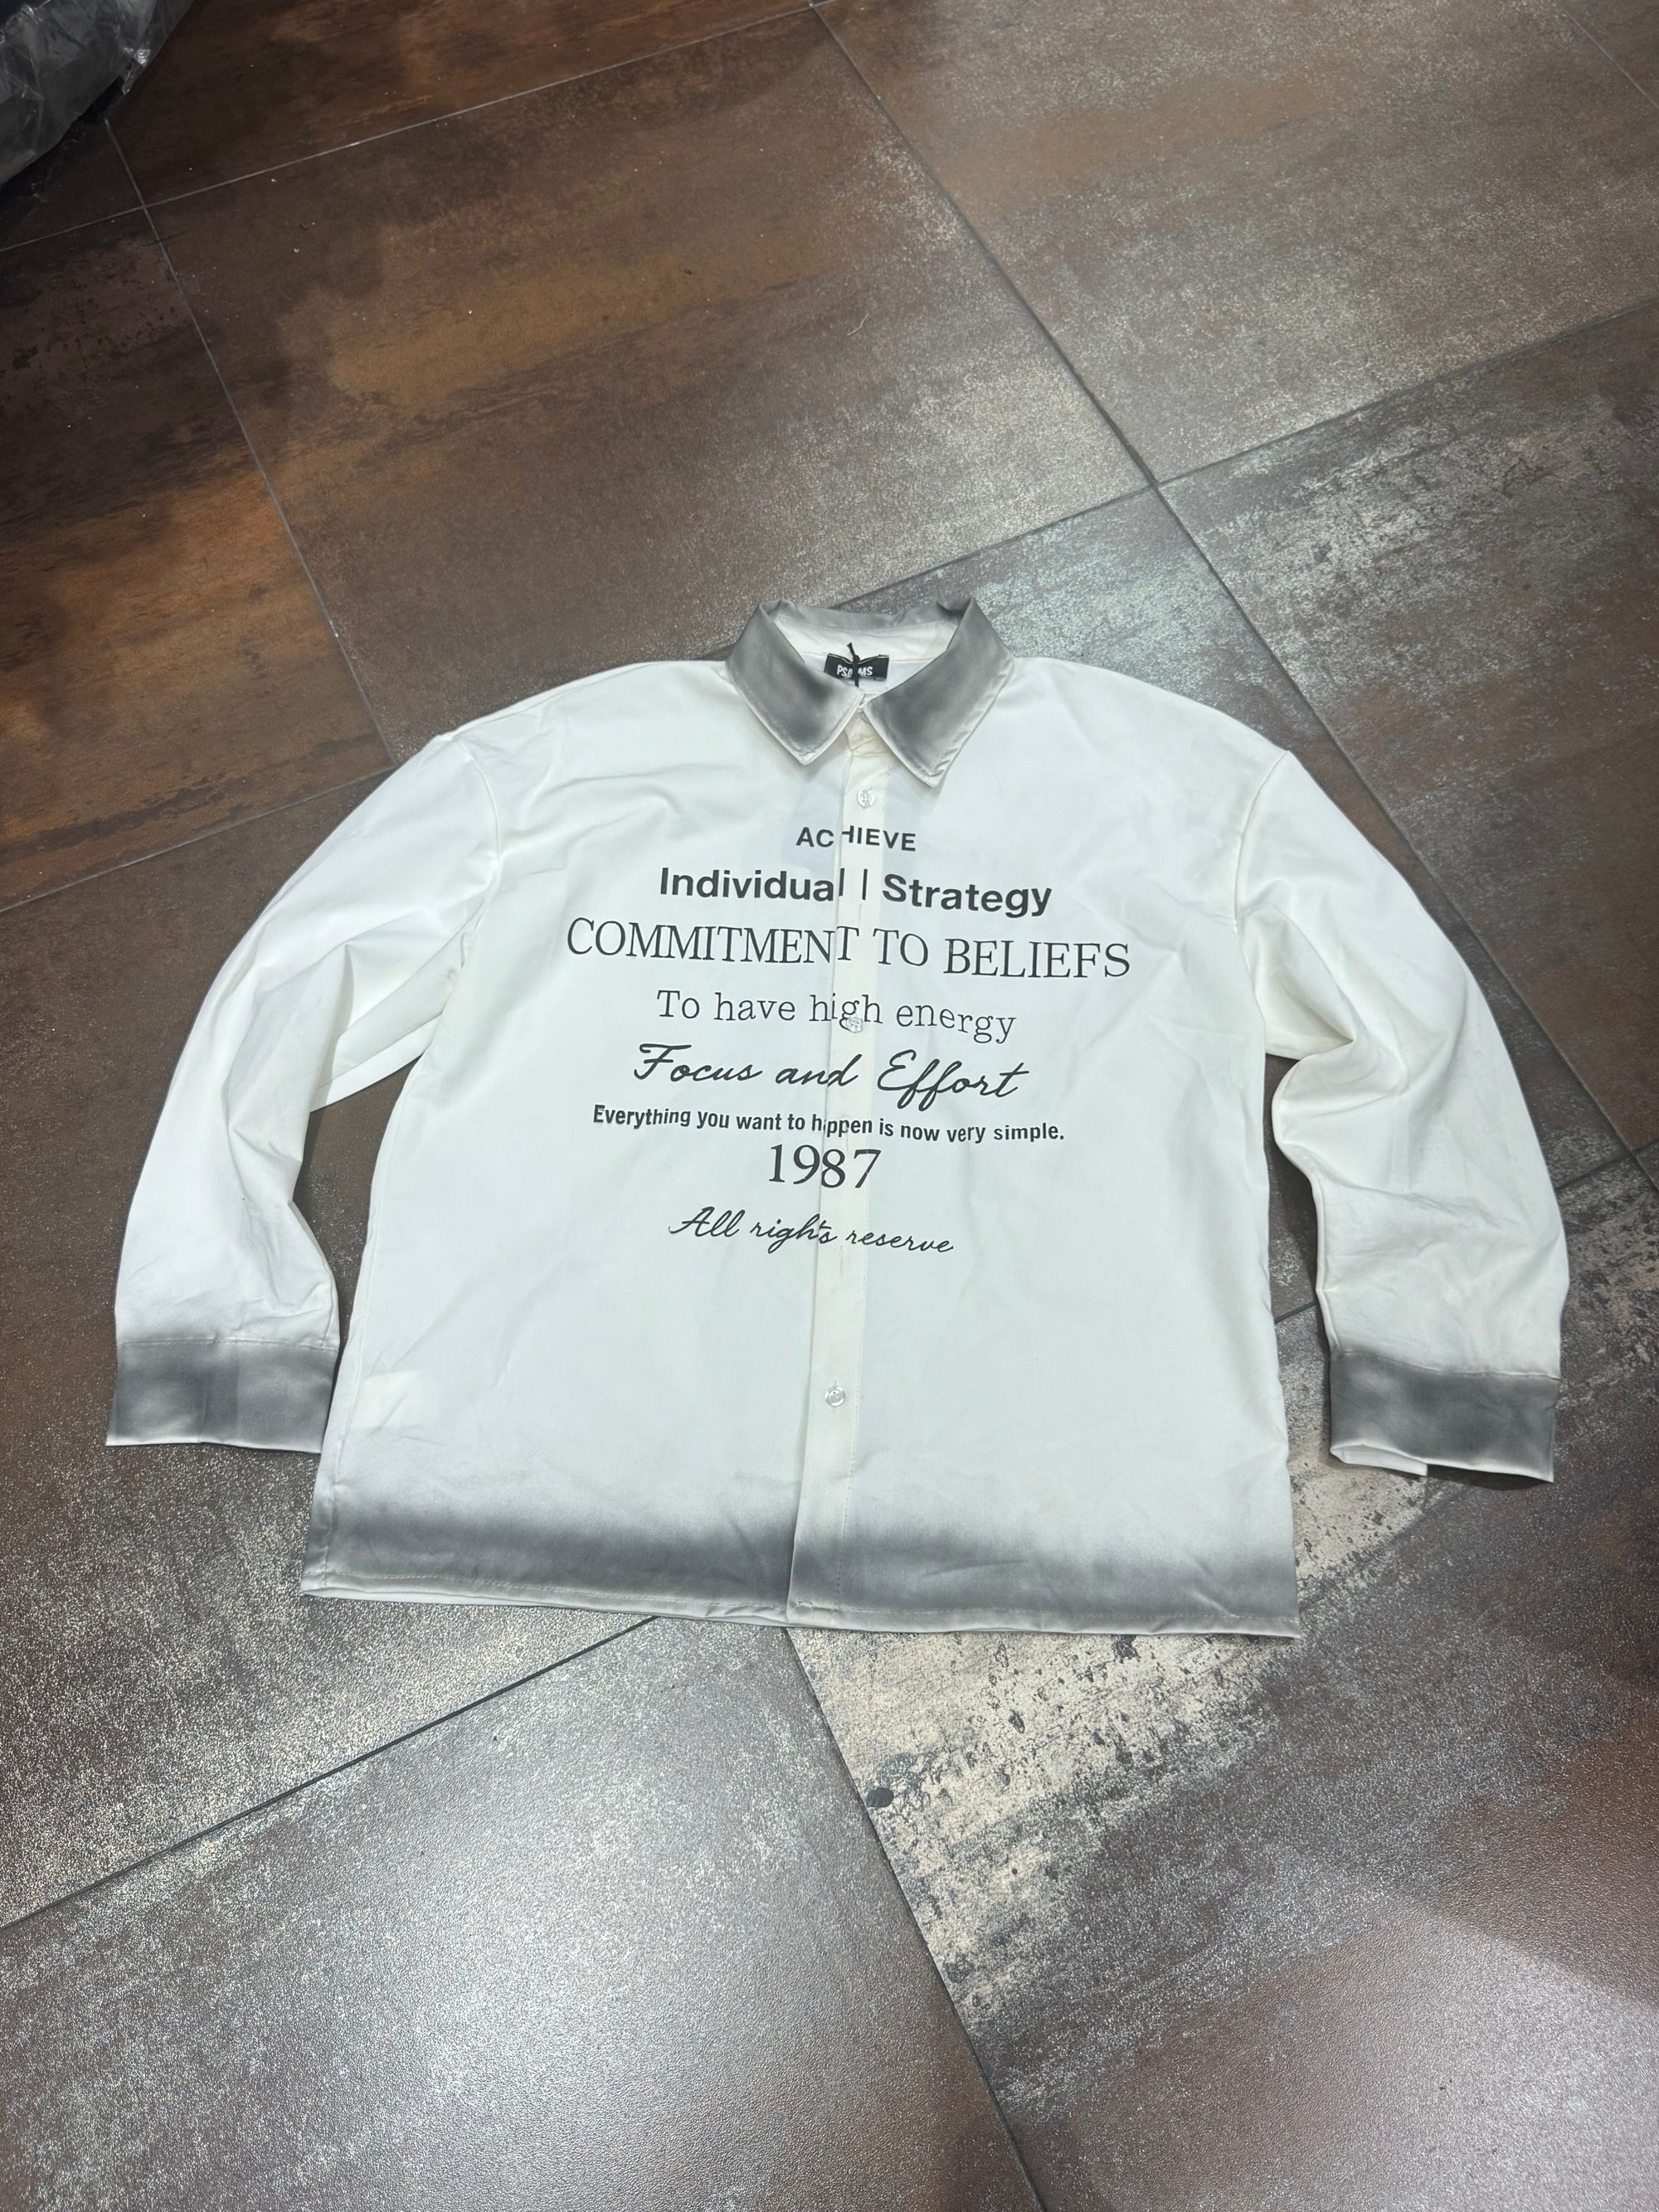 ACHIEVE
Individual | Strategy
COMMITMENT TO BELIEFS
To have high energy
Focus and Effort
Everything you want to happen is now very simple.
1987
All rights reserve